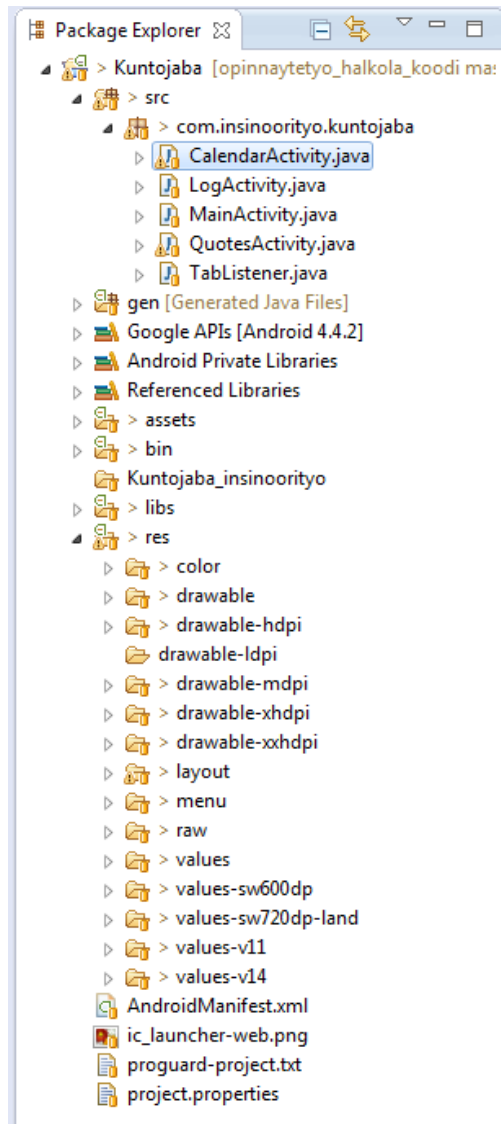 Package Explorer
> Kuntojaba [opinnaytetyo_halkola_koodi mas
> src
> com.insinoorityo.kuntojaba
CalendarActivity.java
LogActivity.java
MainActivity.java
QuotesActivity.java
TabListener.java
gen [Generated Java Files]
Google APIs [Android 4.4.2]
Android Private Libraries
Referenced Libraries
> assets
> bin
Kuntojaba_insinoorityo
> libs
> res
> color
> drawable
> drawable-hdpi
drawable-ldpi
> drawable-mdpi
> drawable-xhdpi
> drawable-xxhdpi
> layout
> menu
> raw
> values
> values-sw600dp
> values-sw720dp-land
> values-v11
> values-v14
AndroidManifest.xml
ic_launcher-web.png
proguard-project.txt
project.properties